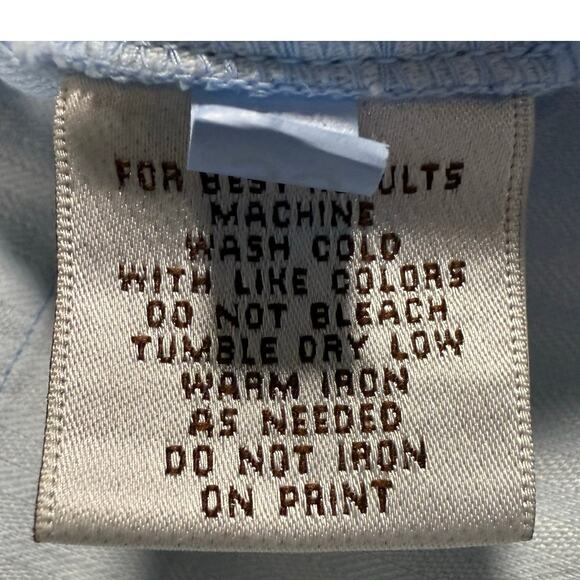 FOR BEST RESULTS
MACHINE
WASH COLD
WITH LIKE COLORS
DO NOT BLEACH
TUMBLE DRY LOW
WARM IRON
AS NEEDED
DO NOT IRON
ON PRINT